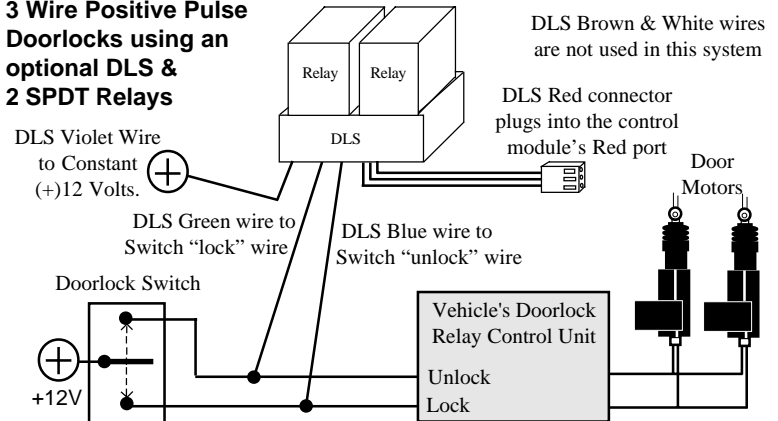 3 Wire Positive Pulse
Doorlocks using an
optional DLS &
2 SPDT Relays
DLS Brown & White wires
are not used in this system
Relay
Relay
DLS
DLS Red connector
plugs into the control
module's Red port
DLS Violet Wire
to Constant
(+)12 Volts.
Door
Motors
DLS Green wire to
Switch “lock” wire
DLS Blue wire to
Switch “unlock” wire
Doorlock Switch
+12V
Vehicle's Doorlock
Relay Control Unit
Unlock
Lock